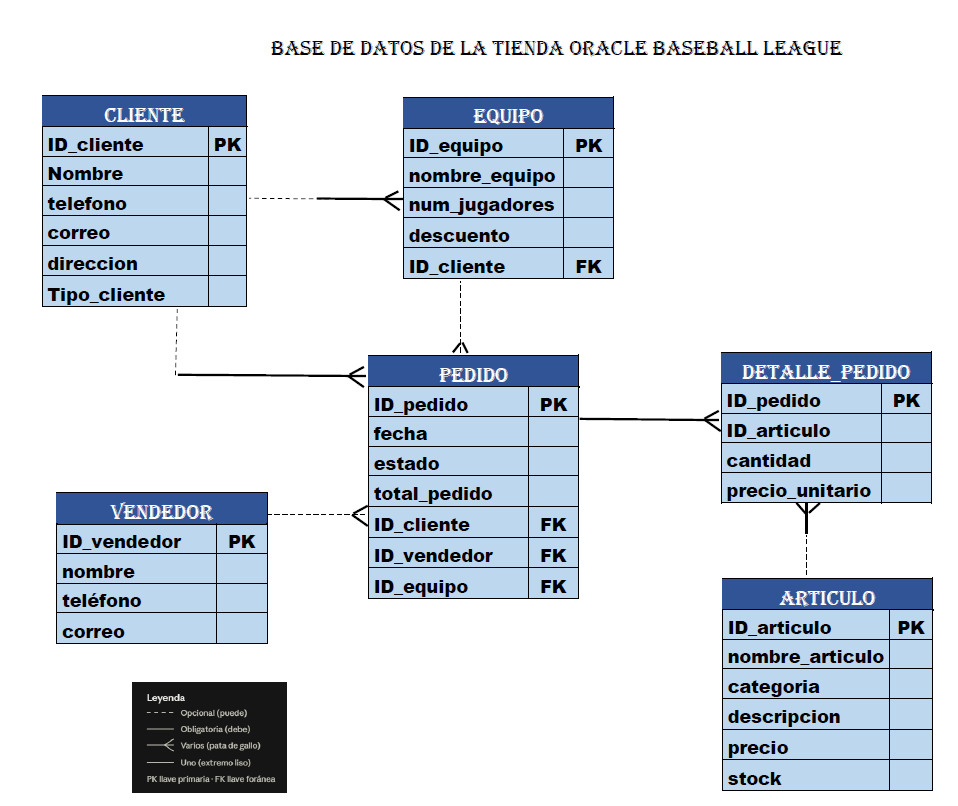 BASE DE DATOS DE LA TIENDA ORACLE BASEBALL LEAGUE
CLIENTE
ID_cliente PK
Nombre
telefono
correo
direccion
Tipo_cliente
EQUIPO
ID_equipo PK
nombre_equipo
num_jugadores
descuento
ID_cliente FK
PEDIDO
ID_pedido PK
fecha
estado
total_pedido
ID_cliente FK
ID_vendedor FK
ID_equipo FK
DETALLE_PEDIDO
ID_pedido PK
ID_articulo
cantidad
precio_unitario
VENDEDOR
ID_vendedor PK
nombre
teléfono
correo
ARTICULO
ID_articulo PK
nombre_articulo
categoria
descripcion
precio
stock
Leyenda
Opcional (puede)
Obligatoria (debe)
Varios (pata de gallo)
Uno (extremo liso)
PK llave primaria · FK llave foránea